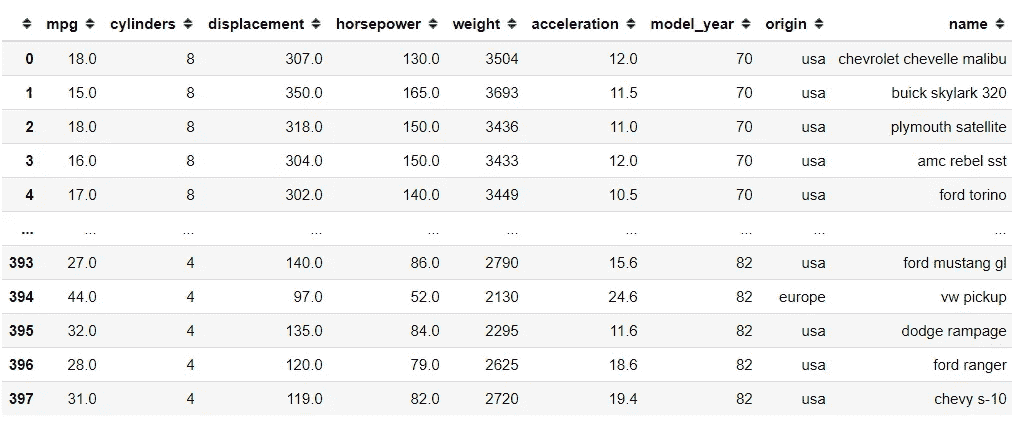 mpg cylinders displacement horsepower weight acceleration model_year origin name
0 18.0 8 307.0 130.0 3504 12.0 70 usa chevrolet chevelle malibu
1 15.0 8 350.0 165.0 3693 11.5 70 usa buick skylark 320
2 18.0 8 318.0 150.0 3436 11.0 70 usa plymouth satellite
3 16.0 8 304.0 150.0 3433 12.0 70 usa amc rebel sst
4 17.0 8 302.0 140.0 3449 10.5 70 usa ford torino
... ... ... ... ... ... ... ... ... ...
393 27.0 4 140.0 86.0 2790 15.6 82 usa ford mustang gl
394 44.0 4 97.0 52.0 2130 24.6 82 europe vw pickup
395 32.0 4 135.0 84.0 2295 11.6 82 usa dodge rampage
396 28.0 4 120.0 79.0 2625 18.6 82 usa ford ranger
397 31.0 4 119.0 82.0 2720 19.4 82 usa chevy s-10